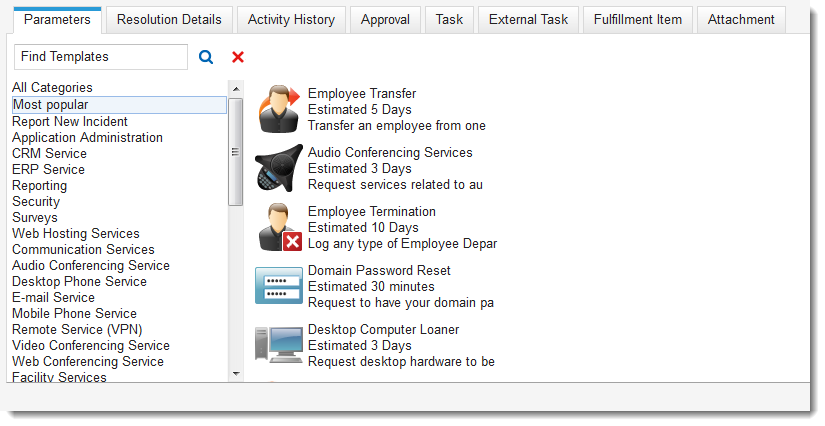 Parameters
Resolution Details
Activity History
Approval
Task
External Task
Fulfillment Item
Attachment
Find Templates
All Categories
Most popular
Report New Incident
Application Administration
CRM Service
ERP Service
Reporting
Security
Surveys
Web Hosting Services
Communication Services
Audio Conferencing Service
Desktop Phone Service
E-mail Service
Mobile Phone Service
Remote Service (VPN)
Video Conferencing Service
Web Conferencing Service
Facility Services
Employee Transfer
Estimated 5 Days
Transfer an employee from one
Audio Conferencing Services
Estimated 3 Days
Request services related to au
Employee Termination
Estimated 10 Days
Log any type of Employee Depar
Domain Password Reset
Estimated 30 minutes
Request to have your domain pa
Desktop Computer Loaner
Estimated 3 Days
Request desktop hardware to be